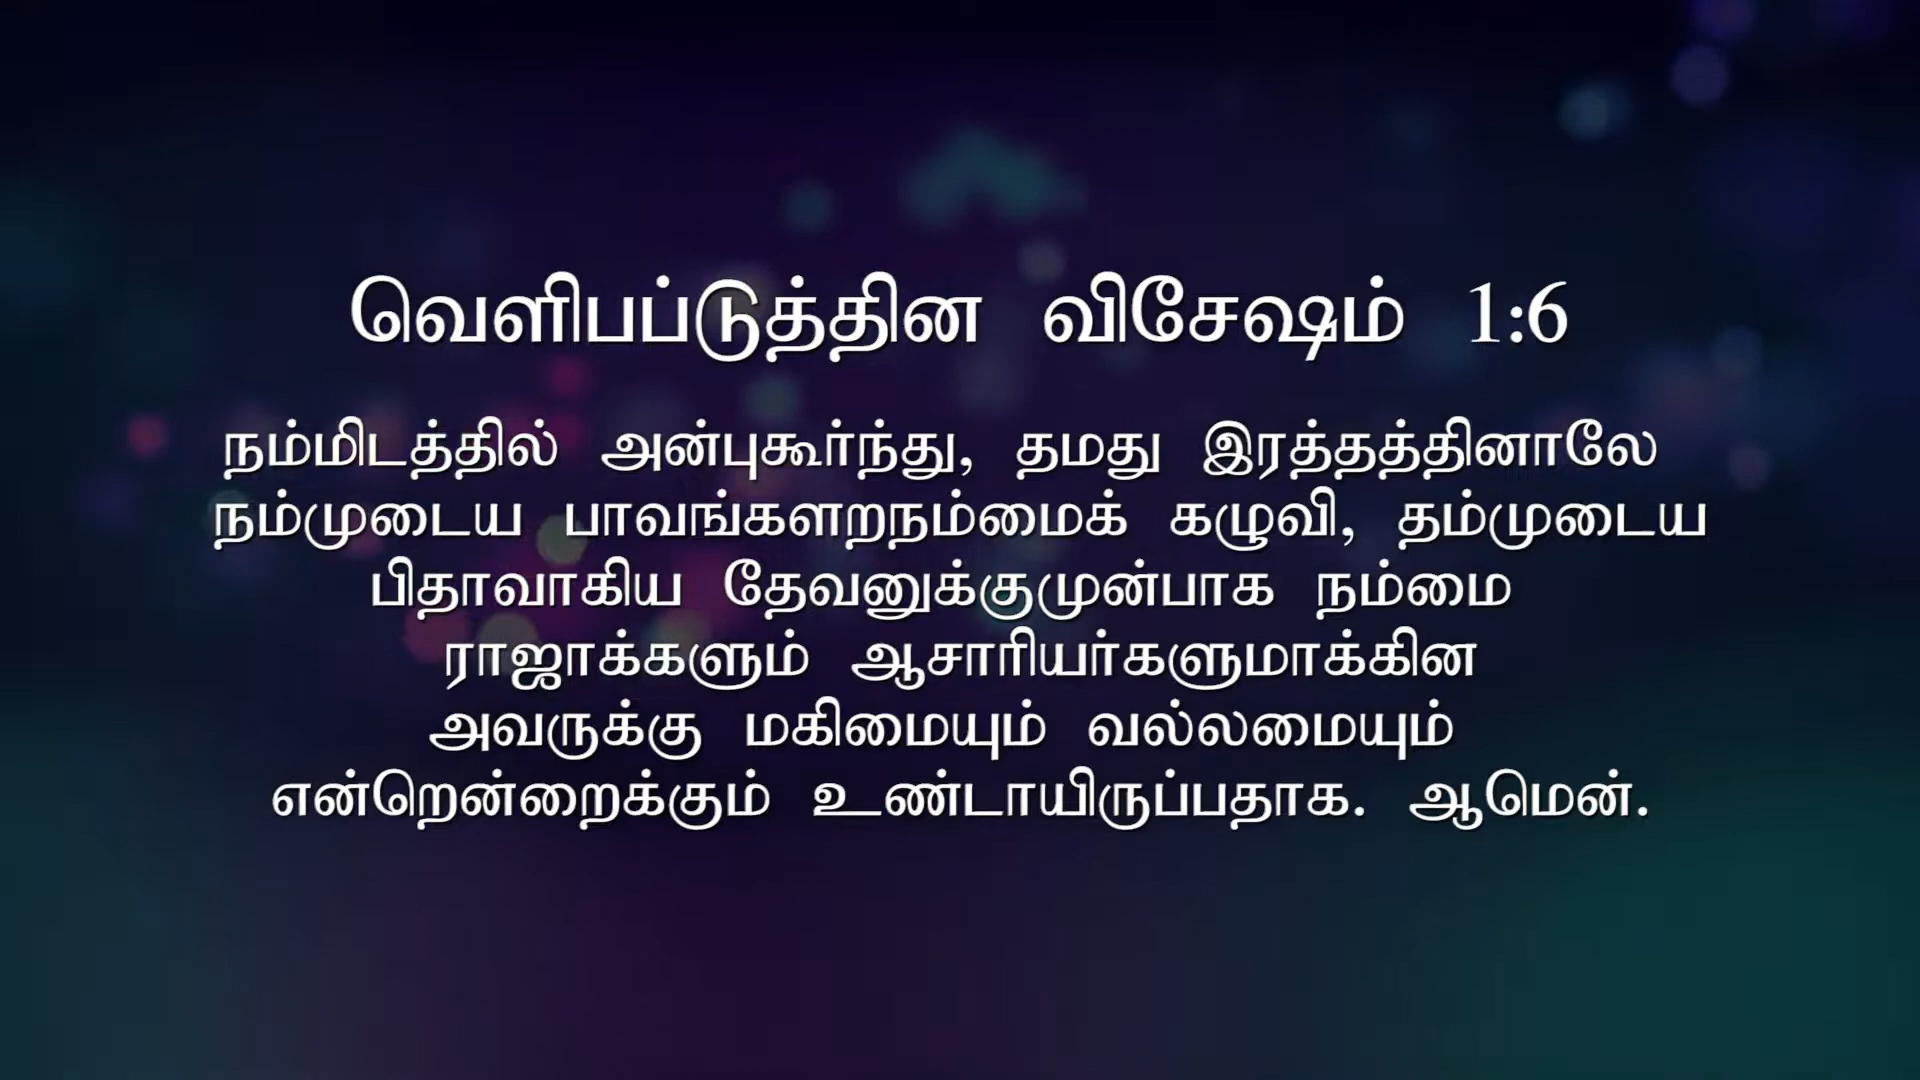 வெளிபப்டுத்தின விசேஷம் 1:6
நம்மிடத்தில் அன்புகூர்ந்து, தமது இரத்தத்தினாலே
நம்முடைய பாவங்களறநம்மைக் கழுவி, தம்முடைய
பிதாவாகிய தேவனுக்குமுன்பாக நம்மை
ராஜாக்களும் ஆசாரியர்களுமாக்கின
அவருக்கு மகிமையும் வல்லமையும்
என்றென்றைக்கும் உண்டாயிருப்பதாக. ஆமென்.